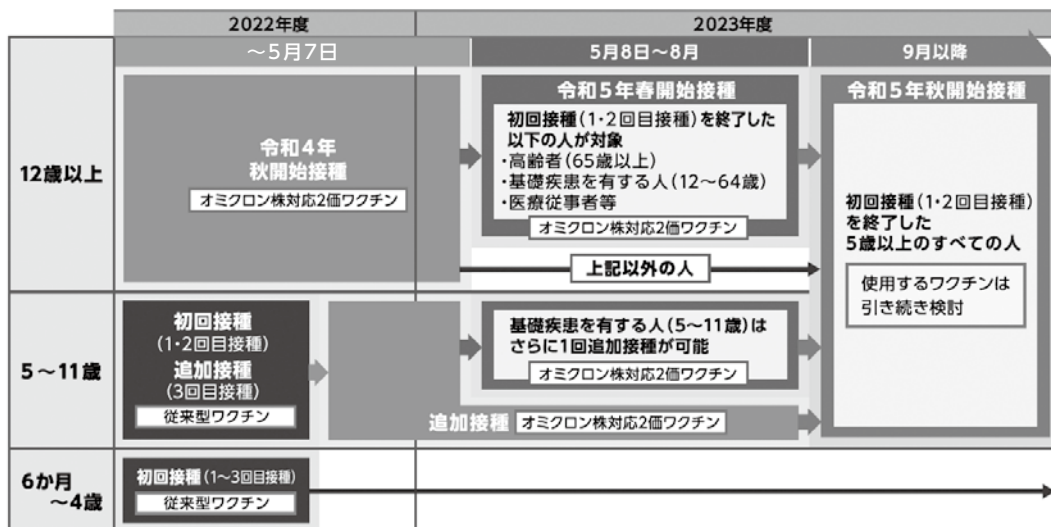 2022年度
2023年度
～5月7日
5月8日～8月
9月以降
12歳以上
令和4年
秋開始接種
オミクロン株対応2価ワクチン
令和5年春開始接種
初回接種(1・2回目接種)を終了した
以下の人が対象
・高齢者(65歳以上)
・基礎疾患を有する人(12～64歳)
・医療従事者等
オミクロン株対応2価ワクチン
上記以外の人
令和5年秋開始接種
初回接種(1・2回目接種)
を終了した
5歳以上のすべての人
使用するワクチンは
引き続き検討
5～11歳
初回接種
(1・2回目接種)
追加接種
(3回目接種)
従来型ワクチン
基礎疾患を有する人(5～11歳)は
さらに1回追加接種が可能
オミクロン株対応2価ワクチン
追加接種 オミクロン株対応2価ワクチン
6か月
～4歳
初回接種(1～3回目接種)
従来型ワクチン